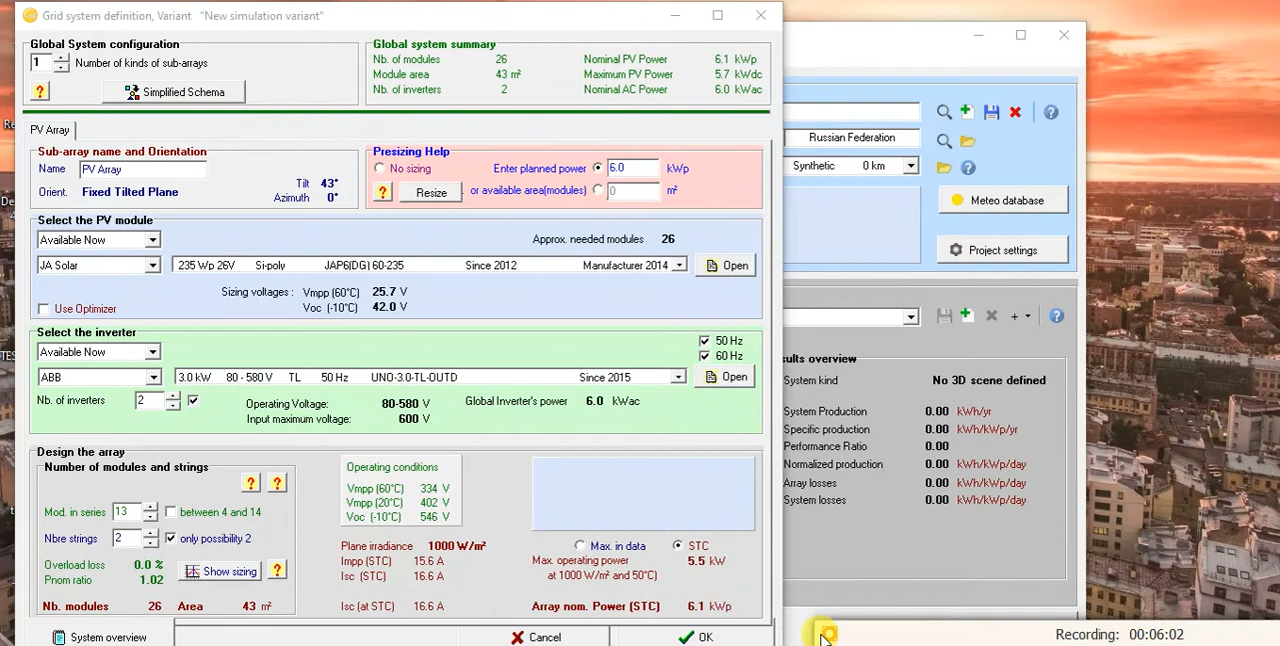 Grid system definition, Variant "New simulation variant"
Global System configuration
1 Number of kinds of sub-arrays
? Simplified Schema
Global system summary
Nb. of modules 26 Nominal PV Power 6.1 kWp
Module area 43 m² Maximum PV Power 5.7 kWdc
Nb. of inverters 2 Nominal AC Power 6.0 kWac
PV Array
Sub-array name and Orientation
Name PV Array
Orient. Fixed Tilted Plane Tilt 43°
Azimuth 0°
Presizing Help
No sizing Enter planned power 6.0 kWp
? Resize or available area(modules) 0 m²
Select the PV module
Available Now Approx. needed modules 26
JA Solar 235 Wp 26V Si-poly JAP6(DG) 60-235 Since 2012 Manufacturer 2014 Open
Sizing voltages : Vmpp (60°C) 25.7 V
Use Optimizer Voc (-10°C) 42.0 V
Select the inverter
Available Now 50 Hz
60 Hz
ABB 3.0 kW 80 - 580 V TL 50 Hz UNO-3.0-TL-OUTD Since 2015 Open
Nb. of inverters 2 Operating Voltage: 80-580 V Global Inverter's power 6.0 kWac
Input maximum voltage: 600 V
Design the array
Number of modules and strings
? ?
Mod. in series 13 between 4 and 14
Nbre strings 2 only possibility 2
Overload loss 0.0 %
Pnom ratio 1.02 Show sizing ?
Nb. modules 26 Area 43 m²
Operating conditions
Vmpp (60°C) 334 V
Vmpp (20°C) 402 V
Voc (-10°C) 546 V
Plane irradiance 1000 W/m²
Impp (STC) 15.6 A
Isc (STC) 16.6 A
Isc (at STC) 16.6 A
Max. in data STC
Max. operating power 5.5 kW
at 1000 W/m² and 50°C)
Array nom. Power (STC) 6.1 kWp
System overview Cancel OK
Russian Federation
Synthetic 0 km
Meteo database
Project settings
sults overview
System kind No 3D scene defined
System Production 0.00 kWh/yr
Specific production 0.00 kWh/kWp/yr
Performance Ratio 0.00
Normalized production 0.00 kWh/kWp/day
Array losses 0.00 kWh/kWp/day
System losses 0.00 kWh/kWp/day
Recording: 00:06:02